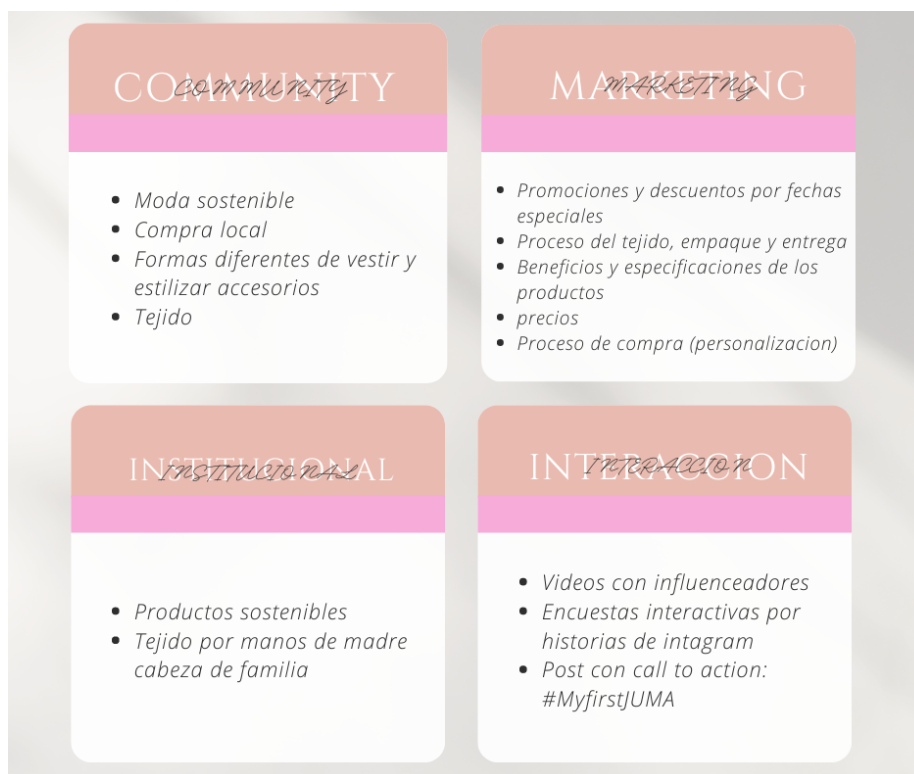 COMMUNITY
COMMUNITY
• Moda sostenible
• Compra local
• Formas diferentes de vestir y
estilizar accesorios
• Tejido
MARKETING
MARKETING
• Promociones y descuentos por fechas
especiales
• Proceso del tejido, empaque y entrega
• Beneficios y especificaciones de los
productos
• precios
• Proceso de compra (personalizacion)
INSTITUCIONAL
INSTITUCIONAL
• Productos sostenibles
• Tejido por manos de madre
cabeza de familia
INTERACCION
INTERACCION
• Videos con influenceadores
• Encuestas interactivas por
historias de intagram
• Post con call to action:
#MyfirstJUMA